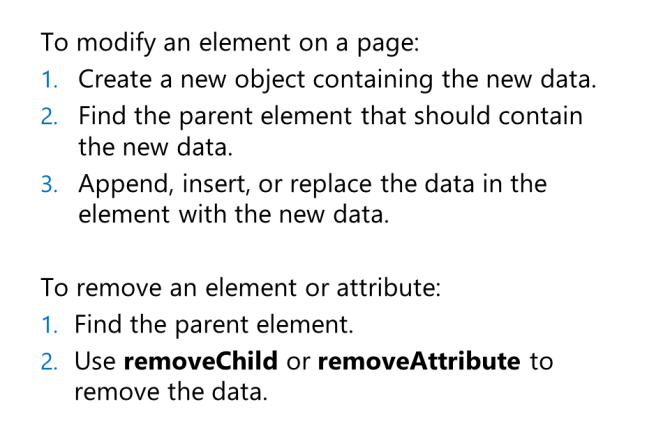 To modify an element on a page:
1. Create a new object containing the new data.
2. Find the parent element that should contain
the new data.
3. Append, insert, or replace the data in the
element with the new data.
To remove an element or attribute:
1. Find the parent element.
2. Use removeChild or removeAttribute to
remove the data.